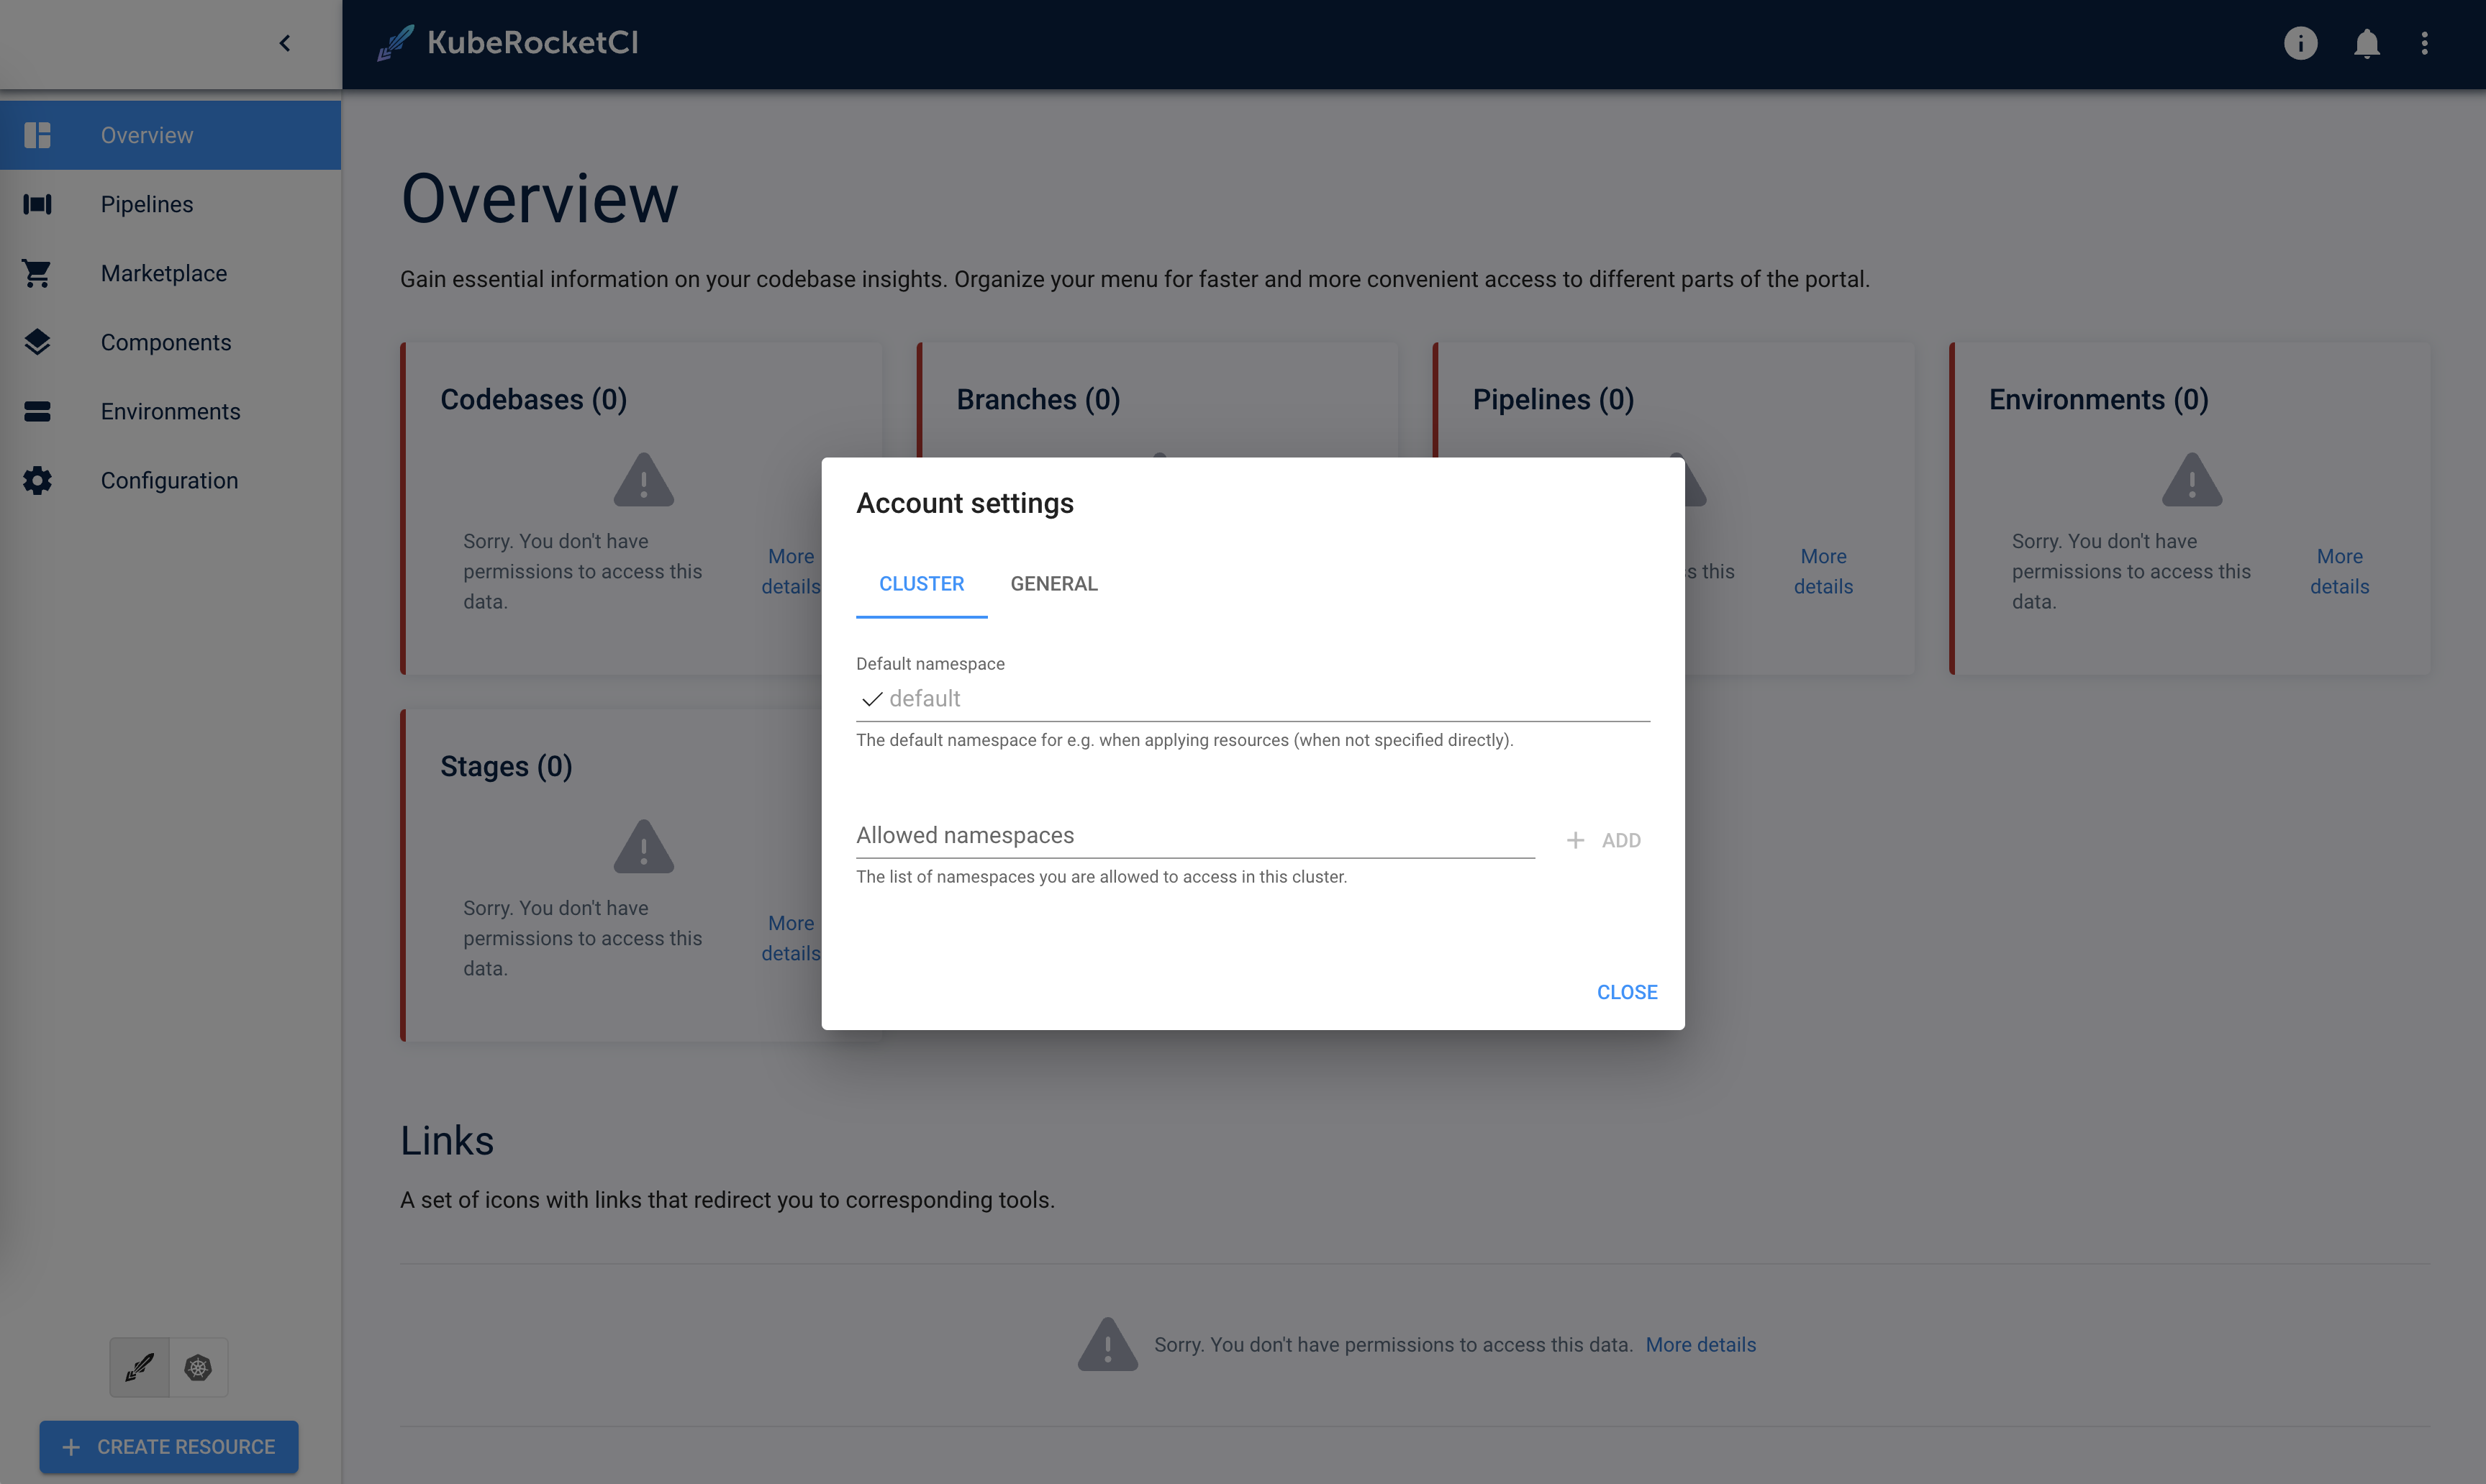 KubeRocketCI
Overview
Pipelines
Marketplace
Components
Environments
Configuration
CREATE RESOURCE
Overview
Gain essential information on your codebase insights. Organize your menu for faster and more convenient access to different parts of the portal.
Codebases (0)
Sorry. You don't have
permissions to access this
data.
More
details
Branches (0)
Pipelines (0)
s this
More
details
Environments (0)
Sorry. You don't have
permissions to access this
data.
More
details
Stages (0)
Sorry. You don't have
permissions to access this
data.
More
details
Account settings
CLUSTER GENERAL
Default namespace
default
The default namespace for e.g. when applying resources (when not specified directly).
Allowed namespaces
ADD
The list of namespaces you are allowed to access in this cluster.
CLOSE
Links
A set of icons with links that redirect you to corresponding tools.
Sorry. You don't have permissions to access this data. More details